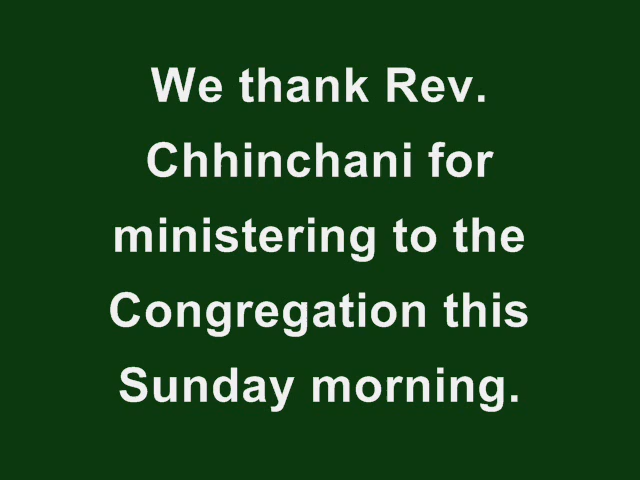 We thank Rev.
Chhinchani for
ministering to the
Congregation this
Sunday morning.